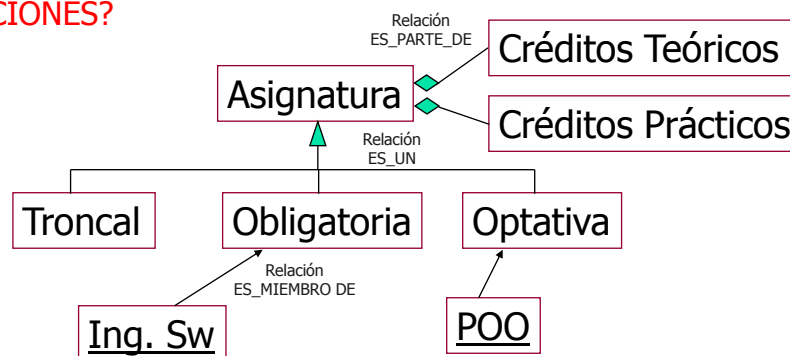 CIONES?
Relación
ES_PARTE_DE
Créditos Teóricos
Asignatura
Créditos Prácticos
Relación
ES_UN
Troncal
Obligatoria
Optativa
Relación
ES_MIEMBRO DE
Ing. Sw
POO